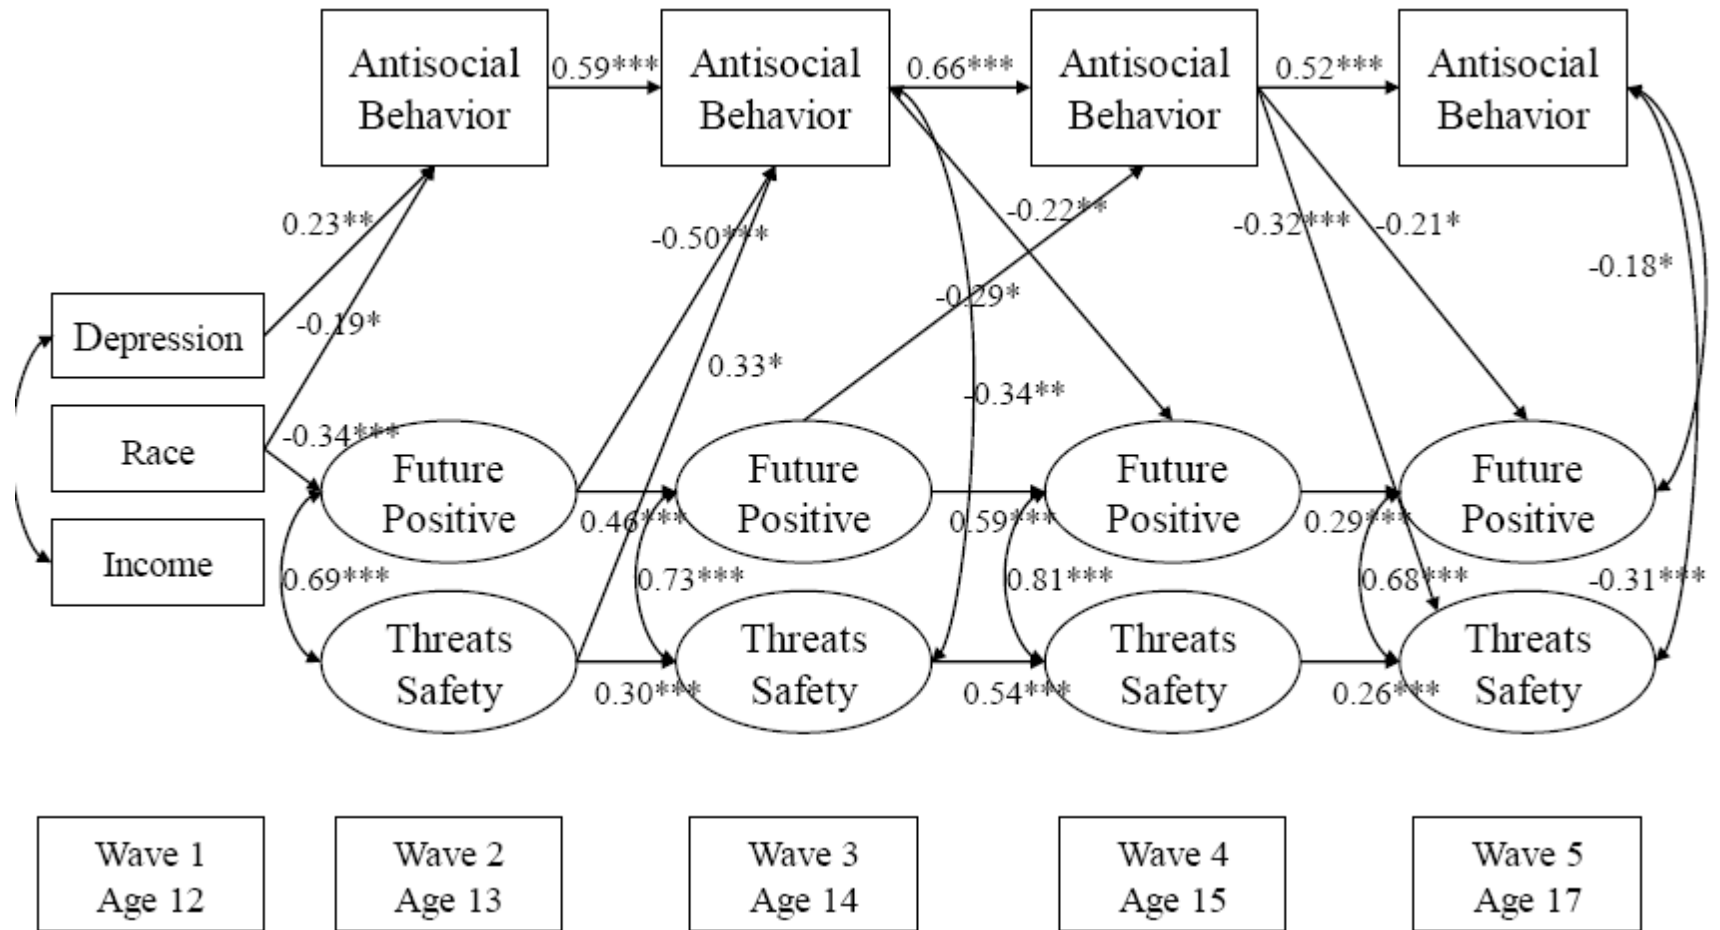 Antisocial
Behavior
0.59***
Antisocial
Behavior
0.66***
Antisocial
Behavior
0.52***
Antisocial
Behavior
0.23**
-0.50***
-0.22**
-0.32***
-0.21*
-0.18*
-0.19*
-0.29*
0.33*
-0.34**
Depression
Race
Income
-0.34***
Future
Positive
0.46***
Future
Positive
0.59***
Future
Positive
0.29***
Future
Positive
0.69***
0.73***
0.81***
0.68***
-0.31***
Threats
Safety
0.30***
Threats
Safety
0.54***
Threats
Safety
0.26***
Threats
Safety
Wave 1
Age 12
Wave 2
Age 13
Wave 3
Age 14
Wave 4
Age 15
Wave 5
Age 17